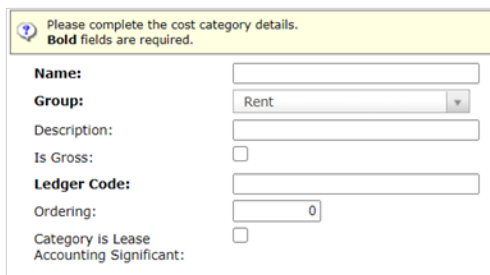 Please complete the cost category details.
Bold fields are required.
Name:
Group: Rent
Description:
Is Gross:
Ledger Code:
Ordering: 0
Category is Lease
Accounting Significant: